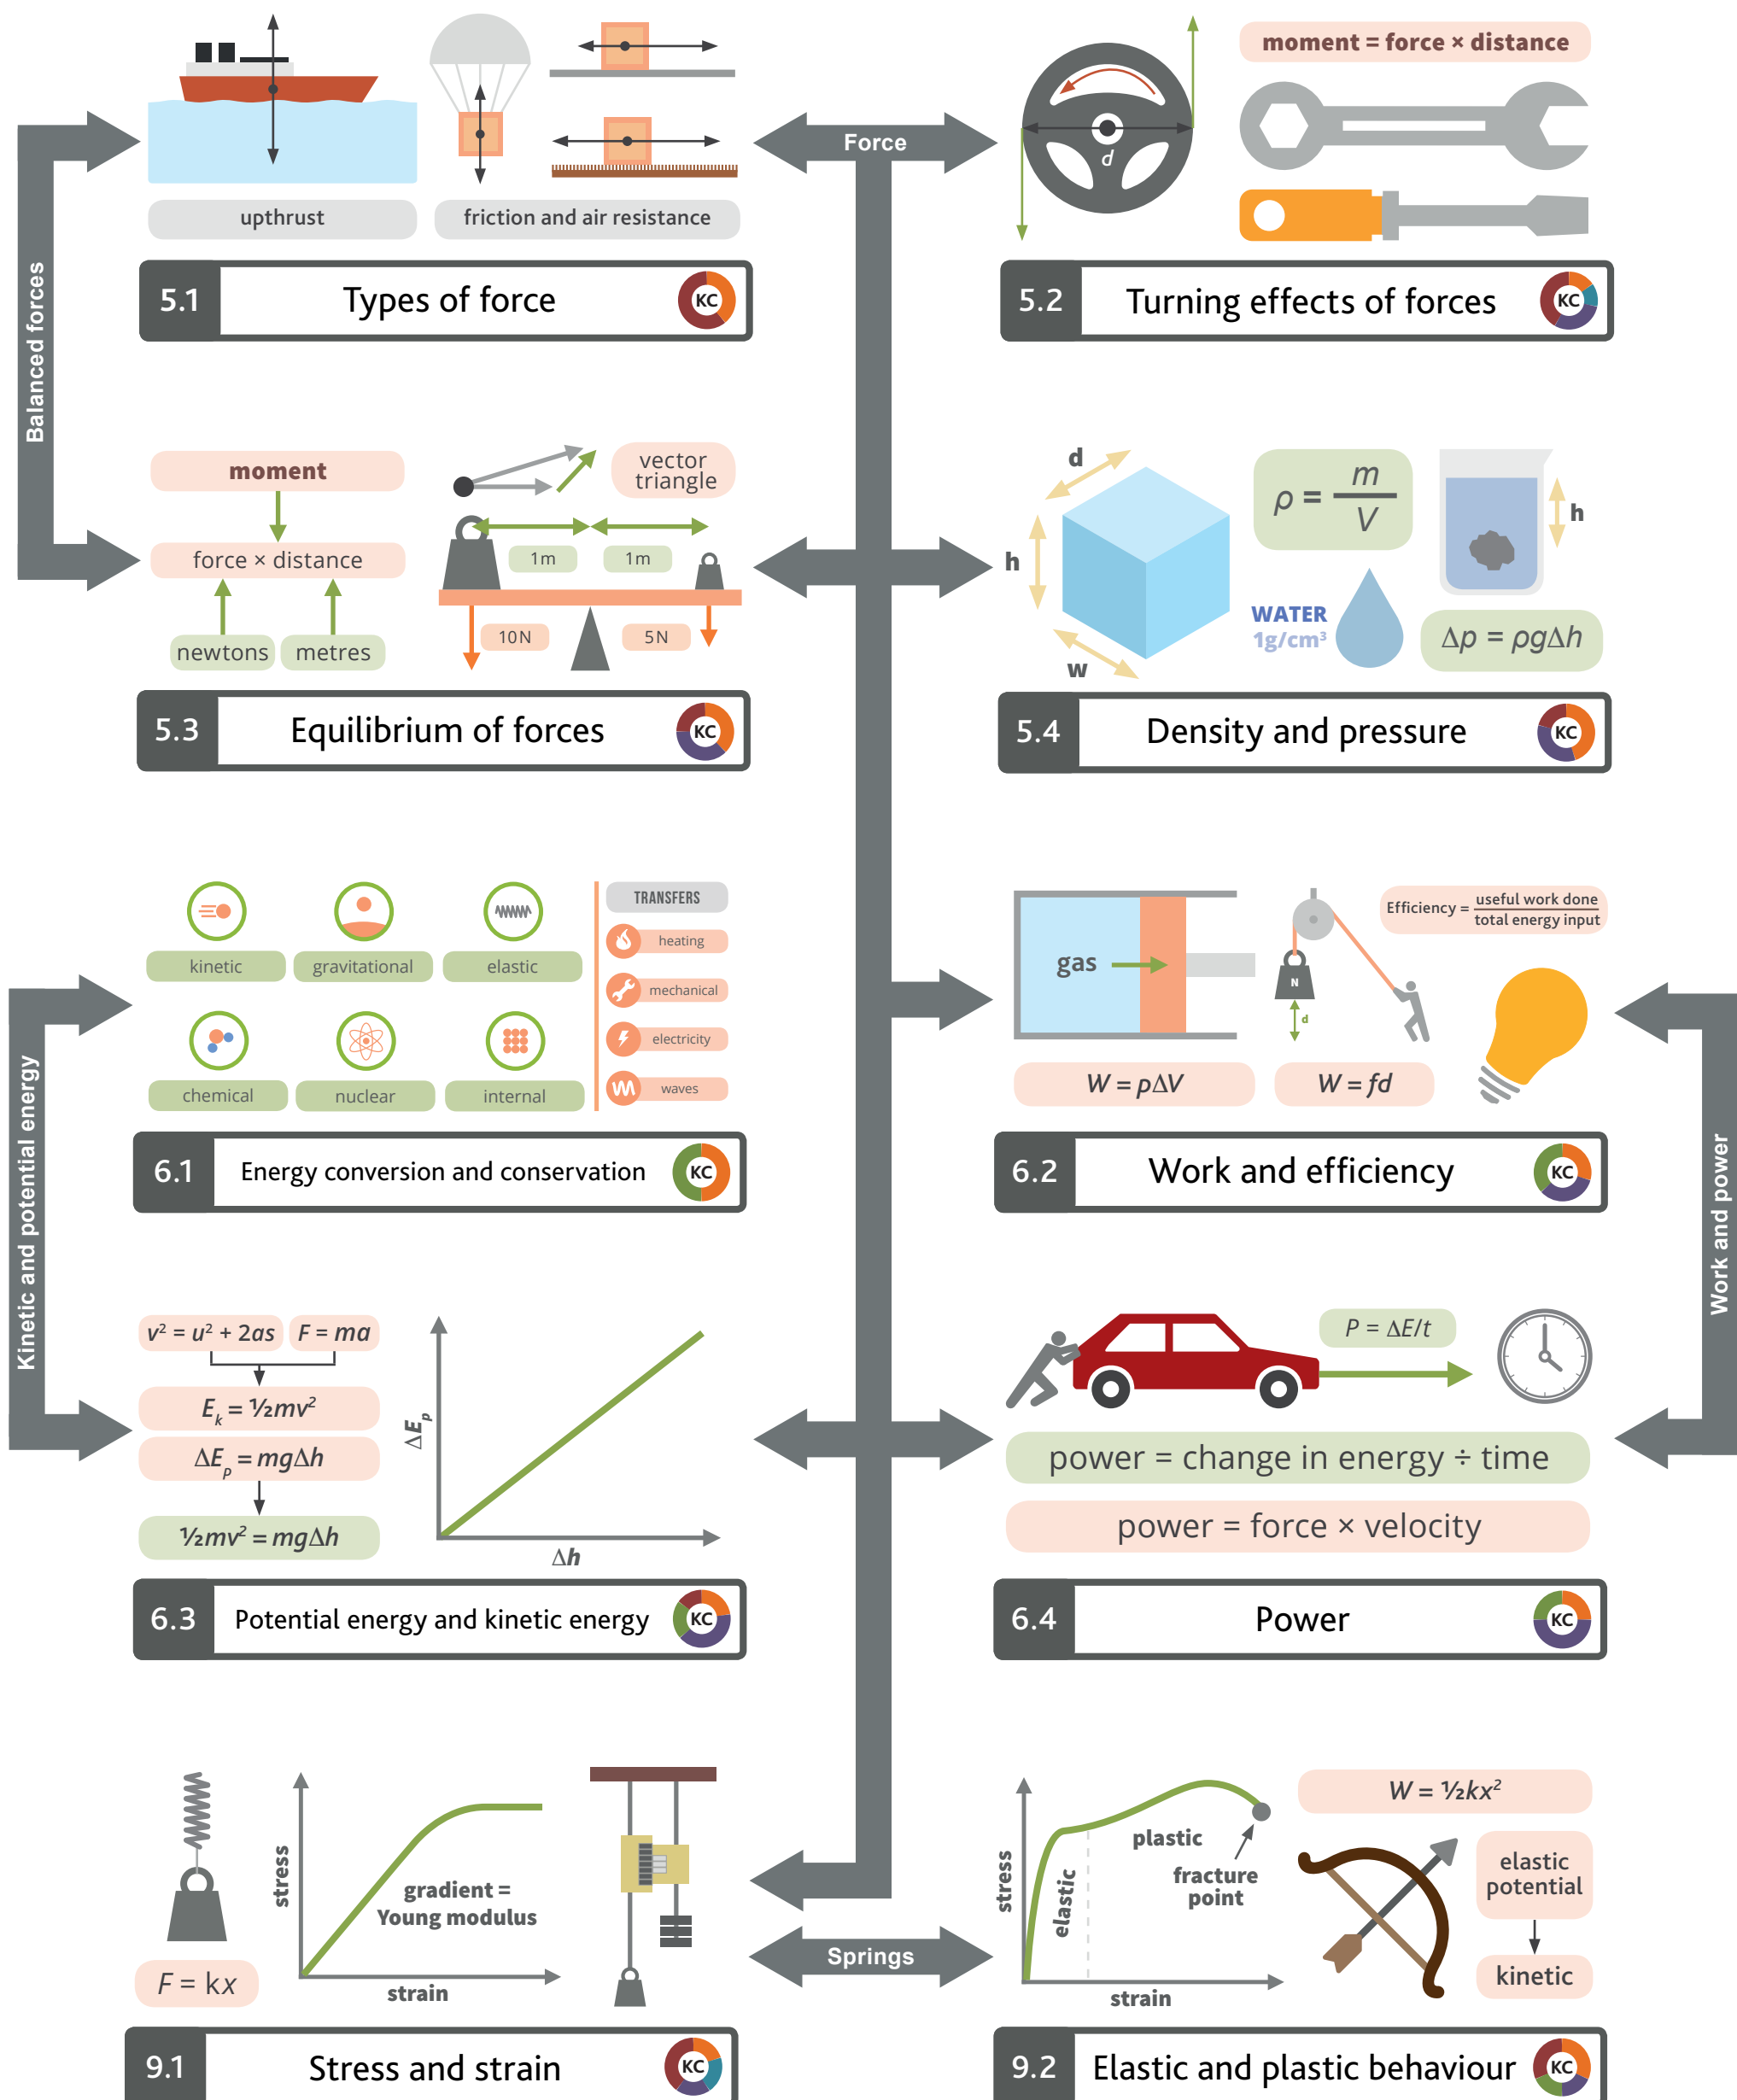 upthrust
friction and air resistance
Force
d
moment = force × distance
5.1
Types of force
KC
5.2
Turning effects of forces
KC
Balanced forces
moment
force × distance
newtons
metres
vector
triangle
1m
1m
10N
5N
d
h
w
ρ = m/V
WATER
1g/cm³
h
Δp = ρgΔh
5.3
Equilibrium of forces
KC
5.4
Density and pressure
KC
Kinetic and potential energy
kinetic
gravitational
elastic
chemical
nuclear
internal
TRANSFERS
heating
mechanical
electricity
waves
gas
N
d
Efficiency = useful work done/total energy input
W = pΔV
W = fd
Work and power
6.1
Energy conversion and conservation
KC
6.2
Work and efficiency
KC
v² = u² + 2as
F = ma
Eₖ = ½mv²
ΔEₚ = mgΔh
½mv² = mgΔh
ΔEₚ
Δh
P = ΔE/t
power = change in energy ÷ time
power = force × velocity
6.3
Potential energy and kinetic energy
KC
6.4
Power
KC
F = kx
stress
gradient =
Young modulus
strain
Springs
stress
elastic
plastic
fracture
point
strain
W = ½kx²
elastic
potential
kinetic
9.1
Stress and strain
KC
9.2
Elastic and plastic behaviour
KC